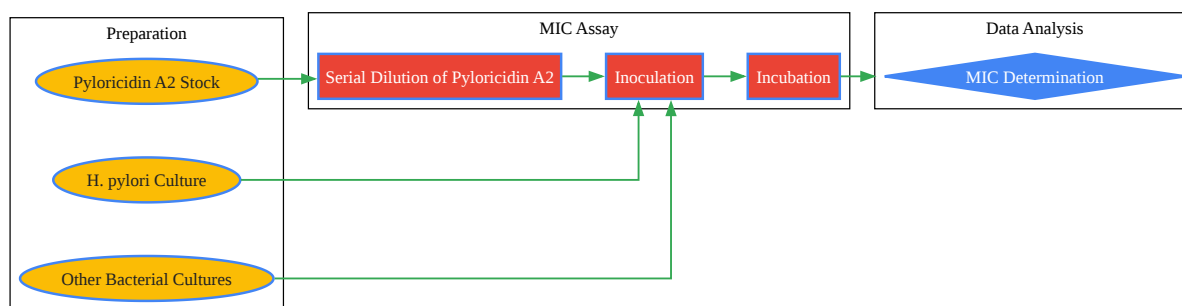 Preparation
Pyloricidin A2 Stock
H. pylori Culture
Other Bacterial Cultures
MIC Assay
Serial Dilution of Pyloricidin A2
Inoculation
Incubation
Data Analysis
MIC Determination